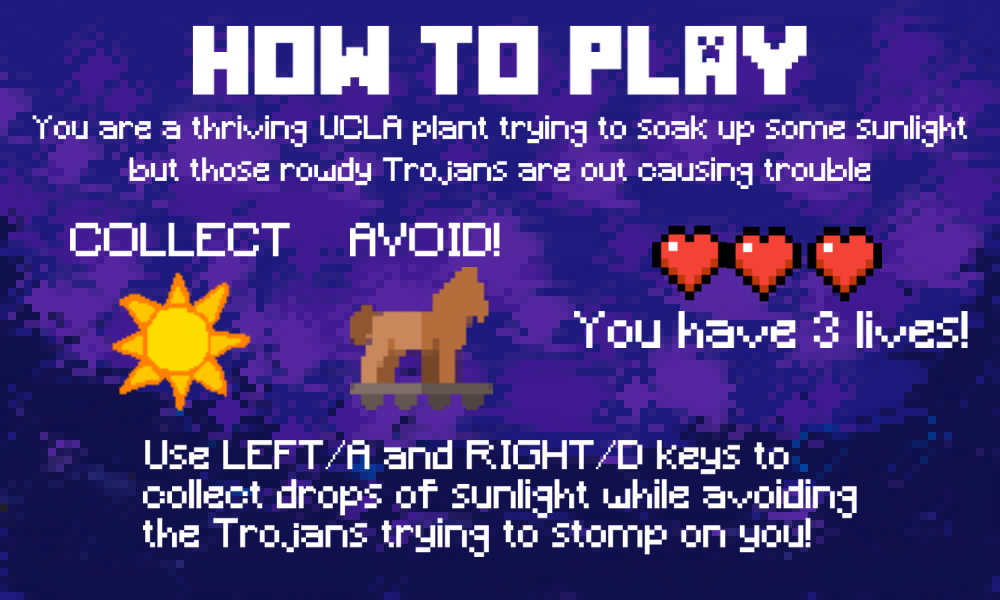 HOW TO PLAY
You are a thriving UCLA plant trying to soak up some sunlight
but those rowdy Trojans are out causing trouble
COLLECT
AVOID!
You have 3 lives!
Use LEFT/A and RIGHT/D keys to
collect drops of sunlight while avoiding
the Trojans trying to stomp on you!